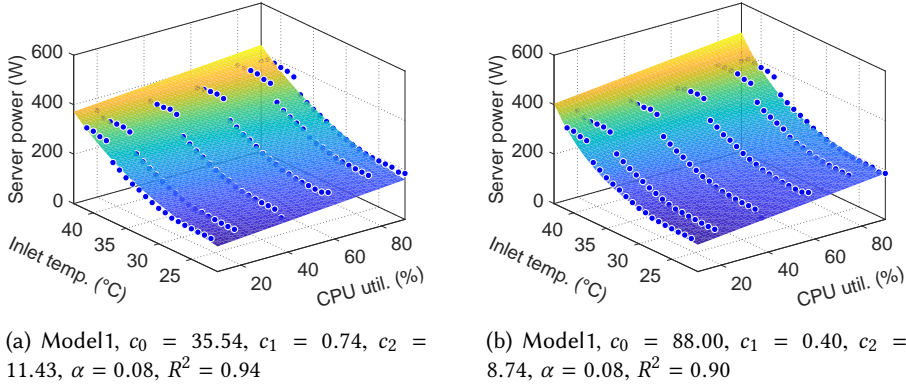 600
400
200
0
Server power (W)
40
35
30
25
Inlet temp. (°C)
20
40
60
80
CPU util. (%)
600
400
200
0
Server power (W)
40
35
30
25
Inlet temp. (°C)
20
40
60
80
CPU util. (%)
(a) Model1, c₀ = 35.54, c₁ = 0.74, c₂ =
11.43, α = 0.08, R² = 0.94
(b) Model1, c₀ = 88.00, c₁ = 0.40, c₂ =
8.74, α = 0.08, R² = 0.90